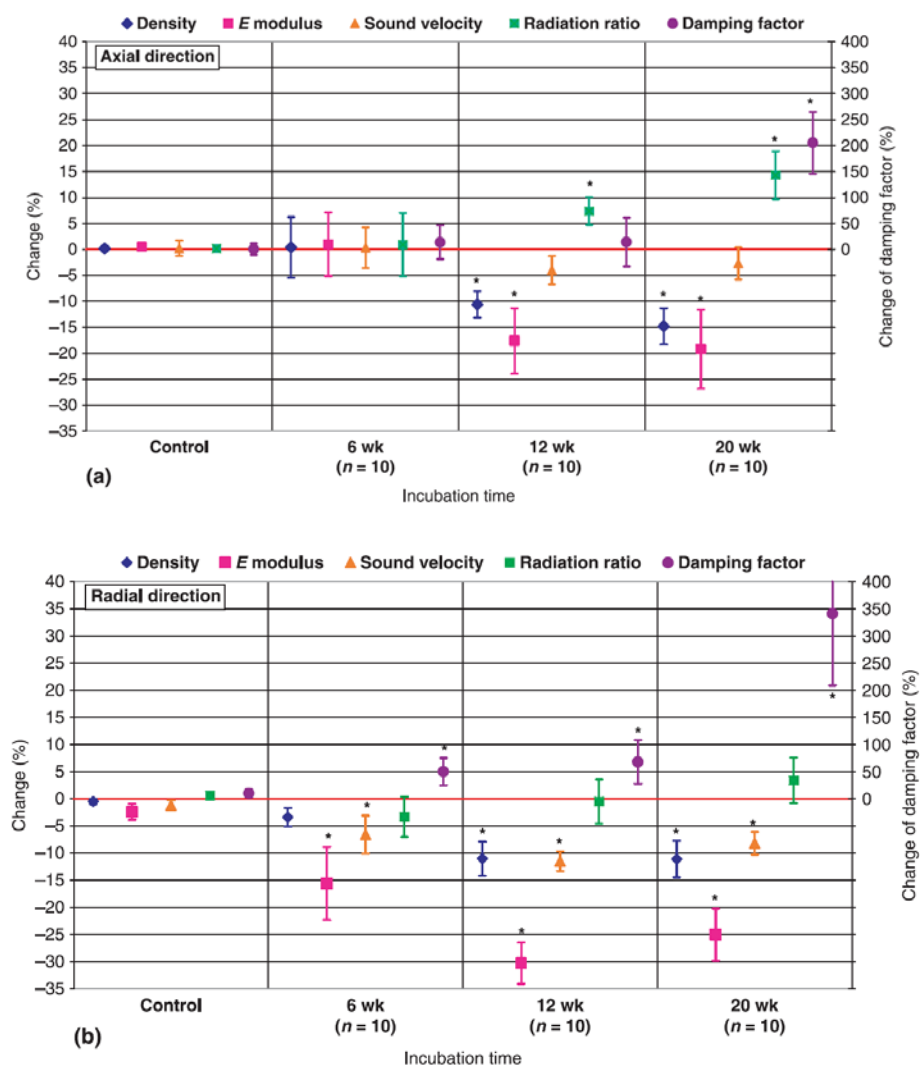 (a)
Density E modulus Sound velocity Radiation ratio Damping factor
Axial direction
40
35
30
25
20
15
10
5
0
–5
–10
–15
–20
–25
–30
–35
Change (%)
400
350
300
250
200
150
100
50
0
Change of damping factor (%)
* * * * * * *
Control 6 wk 12 wk 20 wk
(n = 10) (n = 10) (n = 10)
Incubation time
Density E modulus Sound velocity Radiation ratio Damping factor
Radial direction
40
35
30
25
20
15
10
5
0
–5
–10
–15
–20
–25
–30
–35
Change (%)
400
350
300
250
200
150
100
50
0
Change of damping factor (%)
* * * * * * * * * * *
Control 6 wk 12 wk 20 wk
(n = 10) (n = 10) (n = 10)
(b)
Incubation time